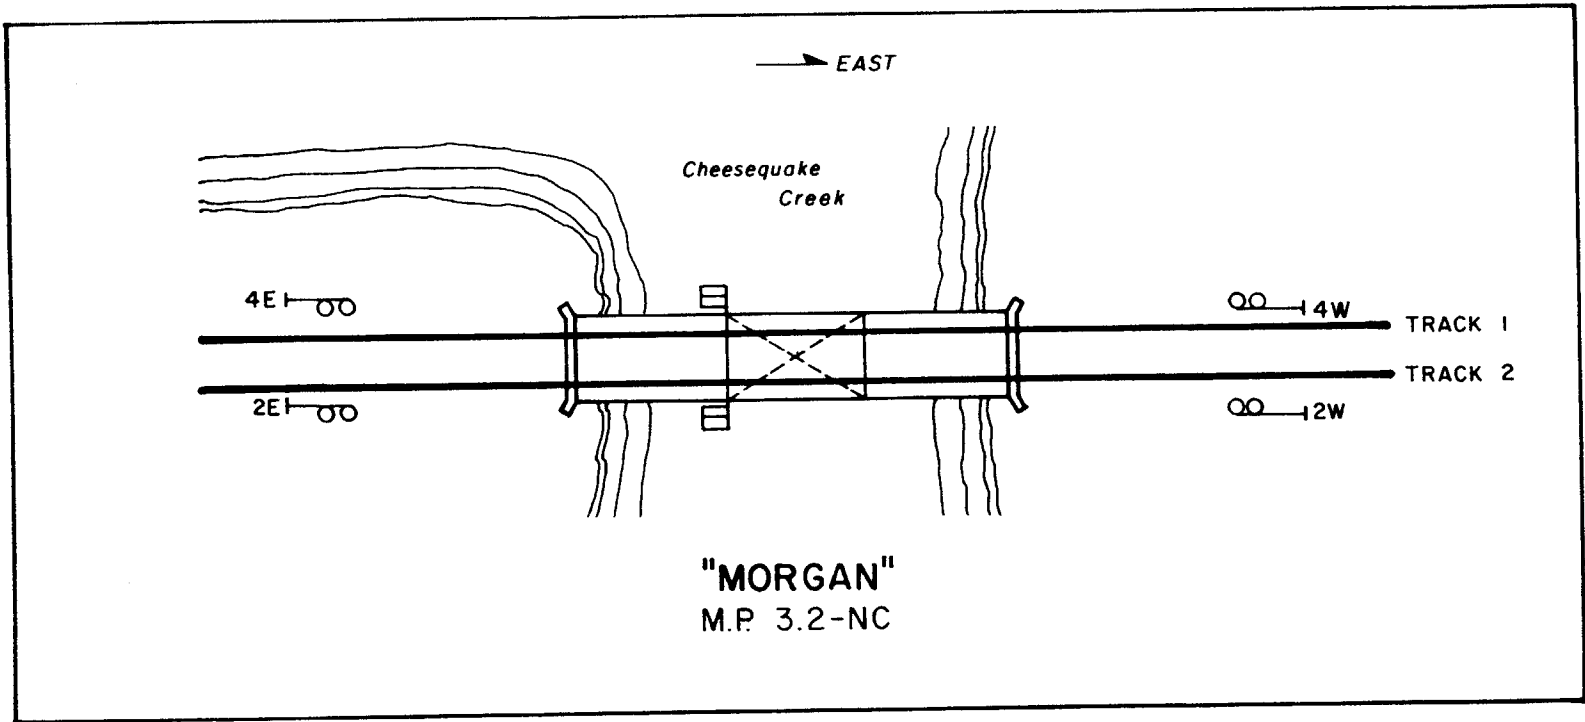 EAST
Cheesequake
Creek
4E
4W
TRACK 1
TRACK 2
2E
2W
"MORGAN"
M.P. 3.2-NC